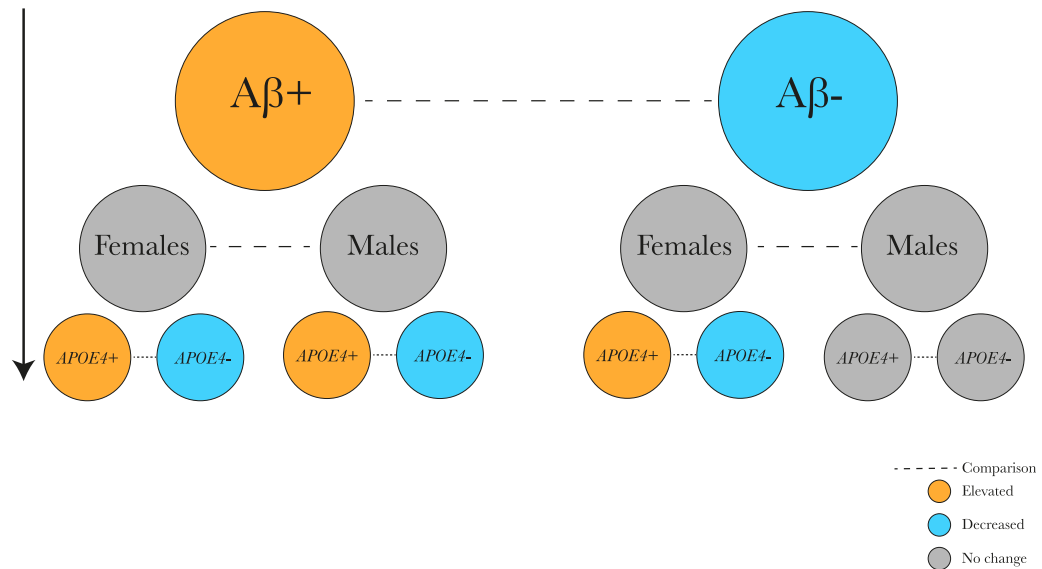 Aβ+
Aβ-
Females
Males
Females
Males
APOE4+
APOE4-
APOE4+
APOE4-
APOE4+
APOE4-
APOE4+
APOE4-
Comparison
Elevated
Decreased
No change